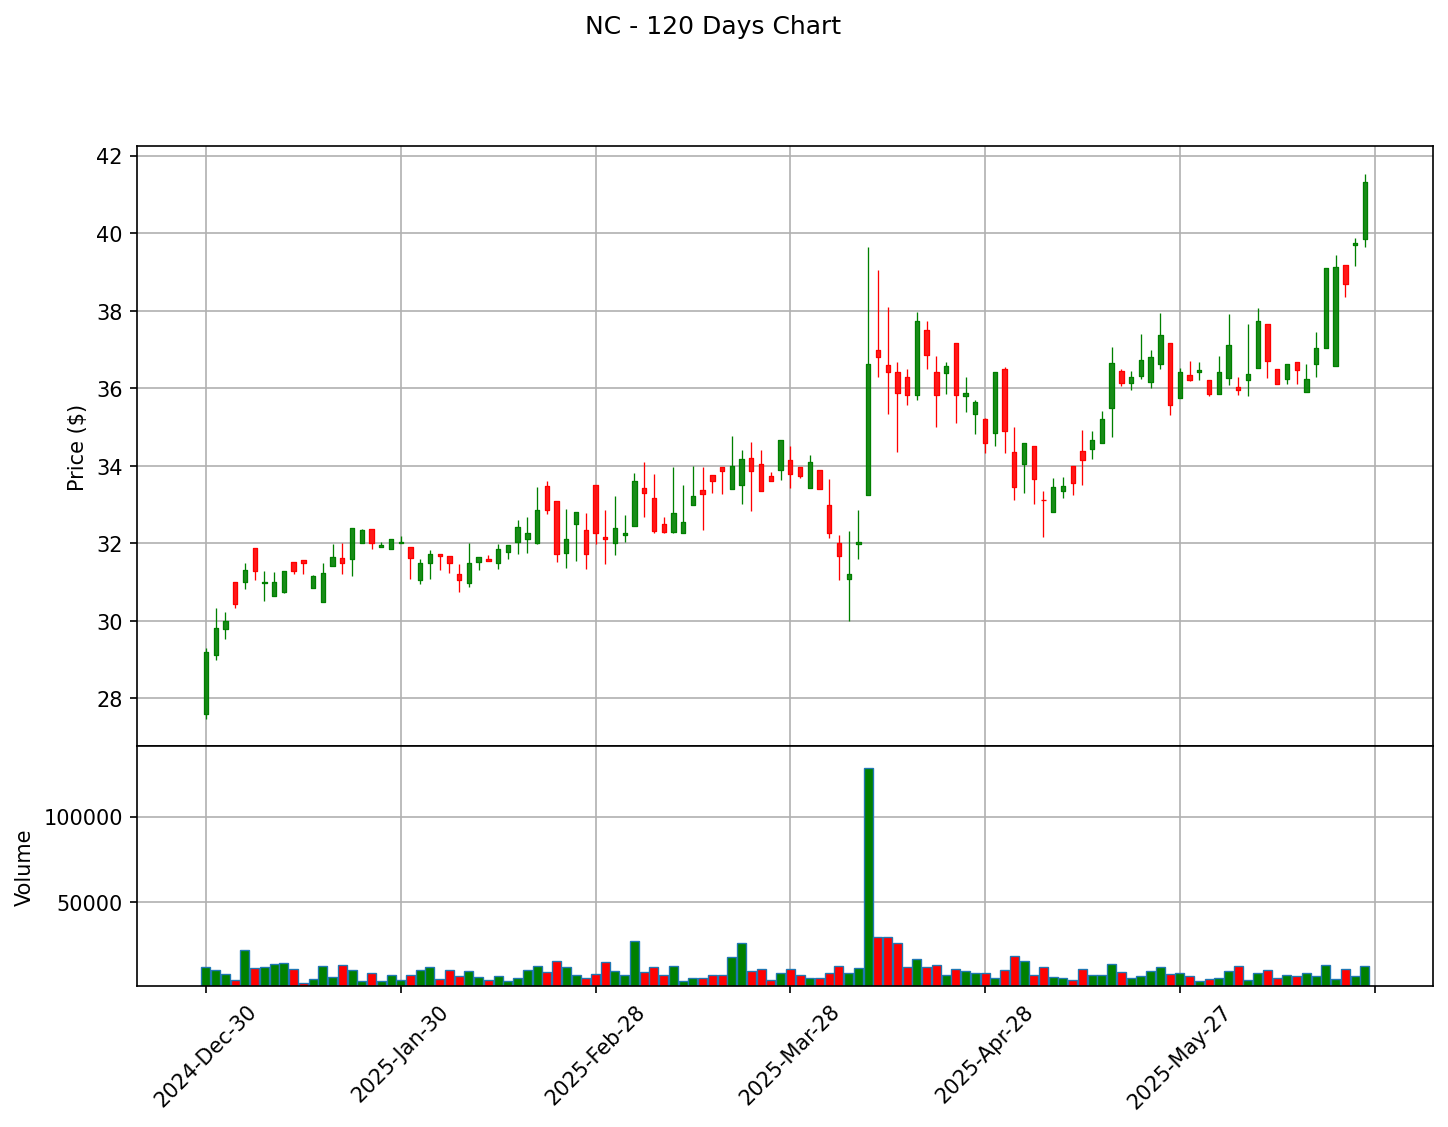 NC - 120 Days Chart
42
40
38
36
34
32
30
28
Price ($)
100000
50000
Volume
2024-Dec-30
2025-Jan-30
2025-Feb-28
2025-Mar-28
2025-Apr-28
2025-May-27